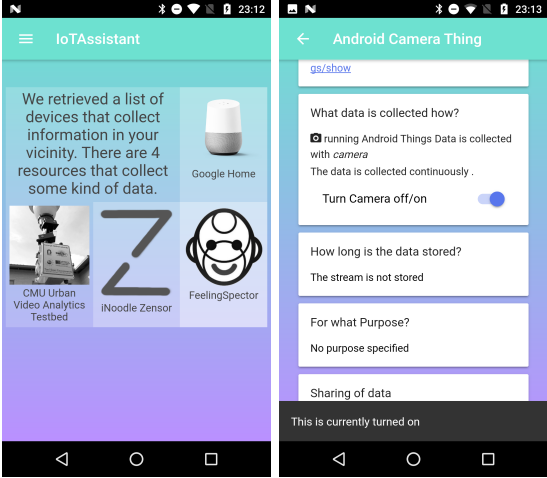 23:12
IoTAssistant
We retrieved a list of
devices that collect
information in your
vicinity. There are 4
resources that collect
some kind of data.
Google Home
CMU Urban
Video Analytics
Testbed
iNoodle Zensor
FeelingSpector
23:13
Android Camera Thing
gs/show
What data is collected how?
running Android Things Data is collected
with camera
The data is collected continuously .
Turn Camera off/on
How long is the data stored?
The stream is not stored
For what Purpose?
No purpose specified
Sharing of data
This is currently turned on